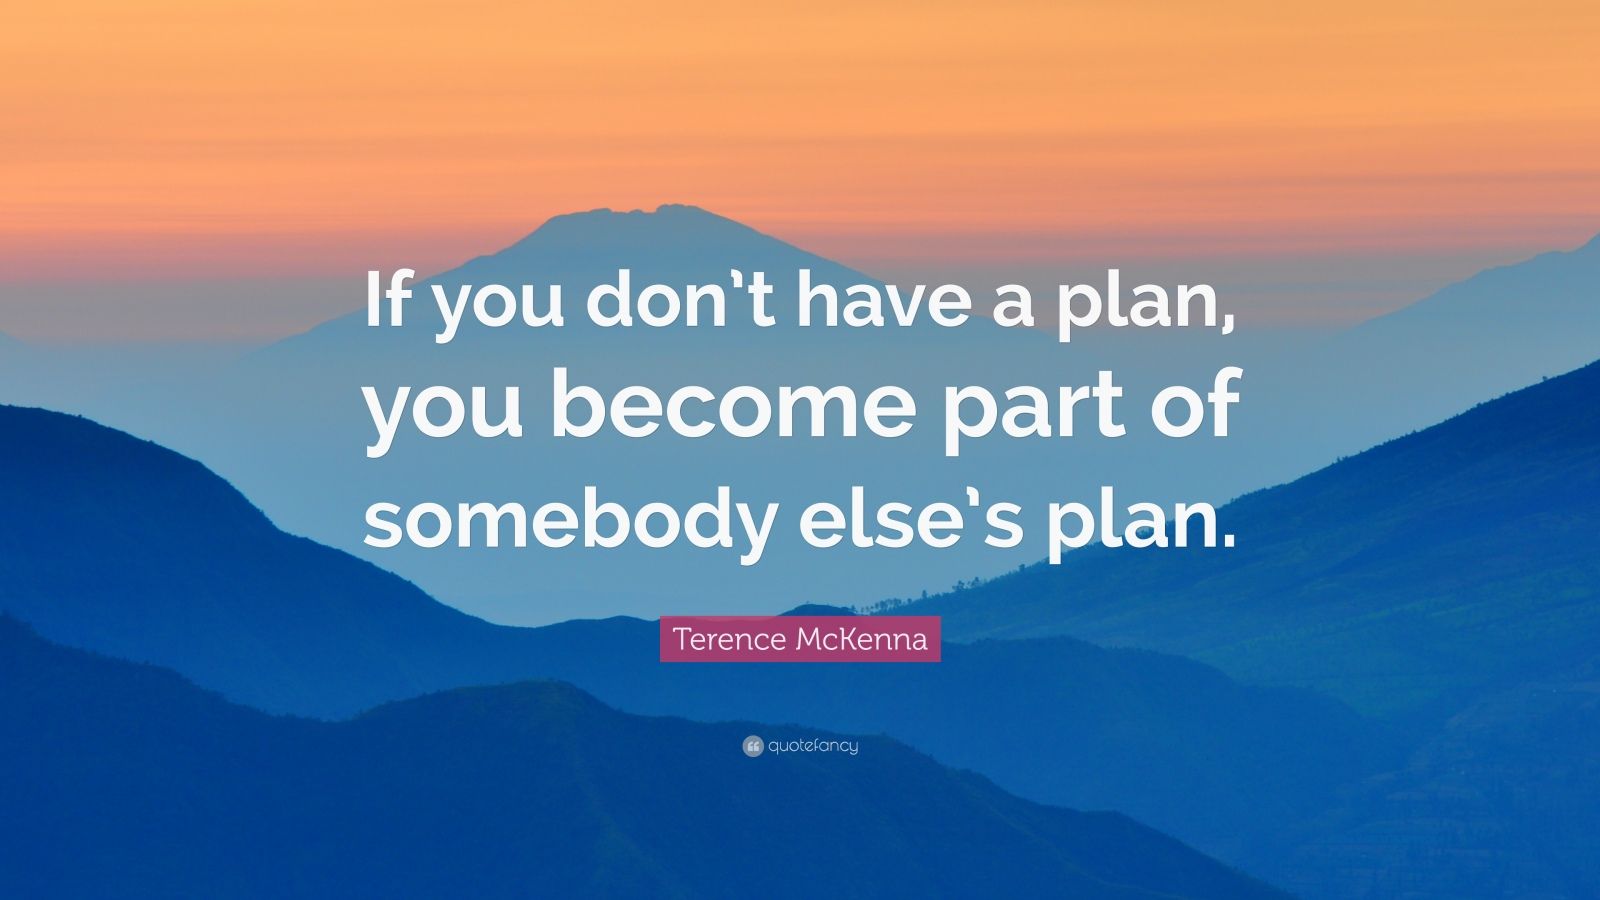 If you don’t have a plan,
you become part of
somebody else’s plan.
Terence McKenna
quotefancy